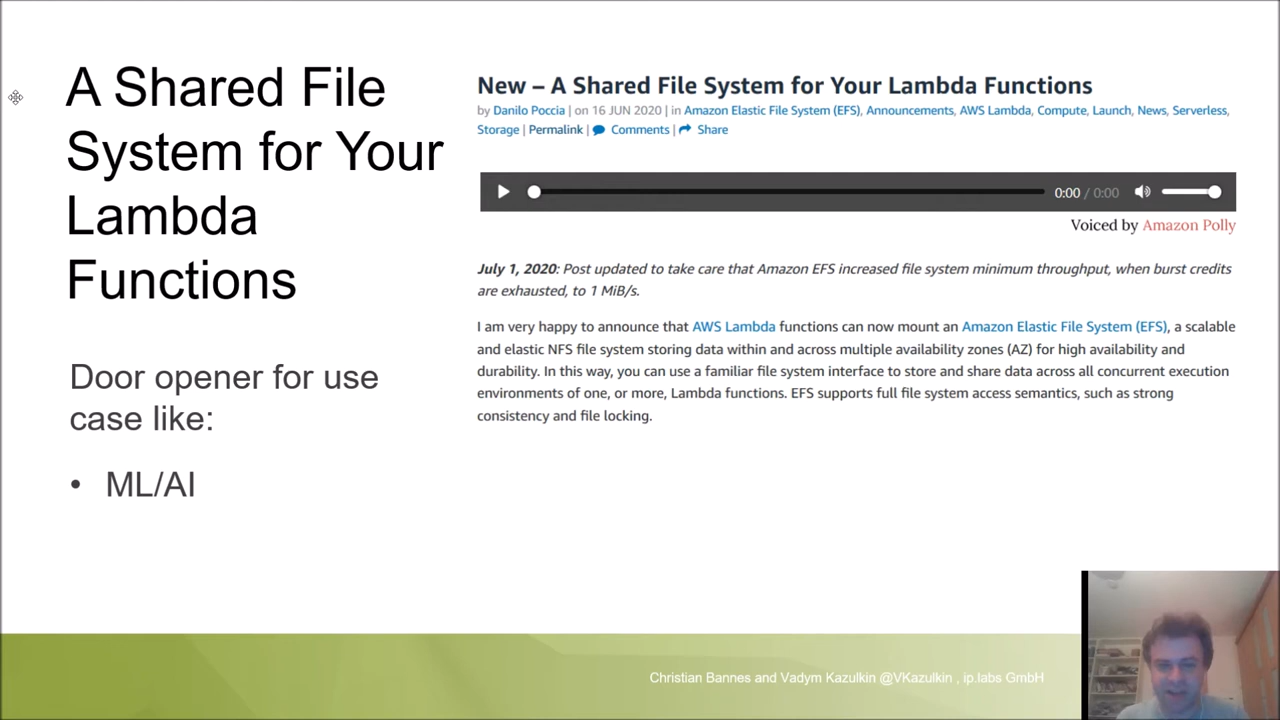 A Shared File
System for Your
Lambda
Functions
Door opener for use
case like:
• ML/AI
New – A Shared File System for Your Lambda Functions
by Danilo Poccia | on 16 JUN 2020 | in Amazon Elastic File System (EFS), Announcements, AWS Lambda, Compute, Launch, News, Serverless,
Storage | Permalink | Comments | Share
0:00 / 0:00
Voiced by Amazon Polly
July 1, 2020: Post updated to take care that Amazon EFS increased file system minimum throughput, when burst credits
are exhausted, to 1 MiB/s.
I am very happy to announce that AWS Lambda functions can now mount an Amazon Elastic File System (EFS), a scalable
and elastic NFS file system storing data within and across multiple availability zones (AZ) for high availability and
durability. In this way, you can use a familiar file system interface to store and share data across all concurrent execution
environments of one, or more, Lambda functions. EFS supports full file system access semantics, such as strong
consistency and file locking.
Christian Bannes and Vadym Kazulkin @VKazulkin , ip.labs GmbH